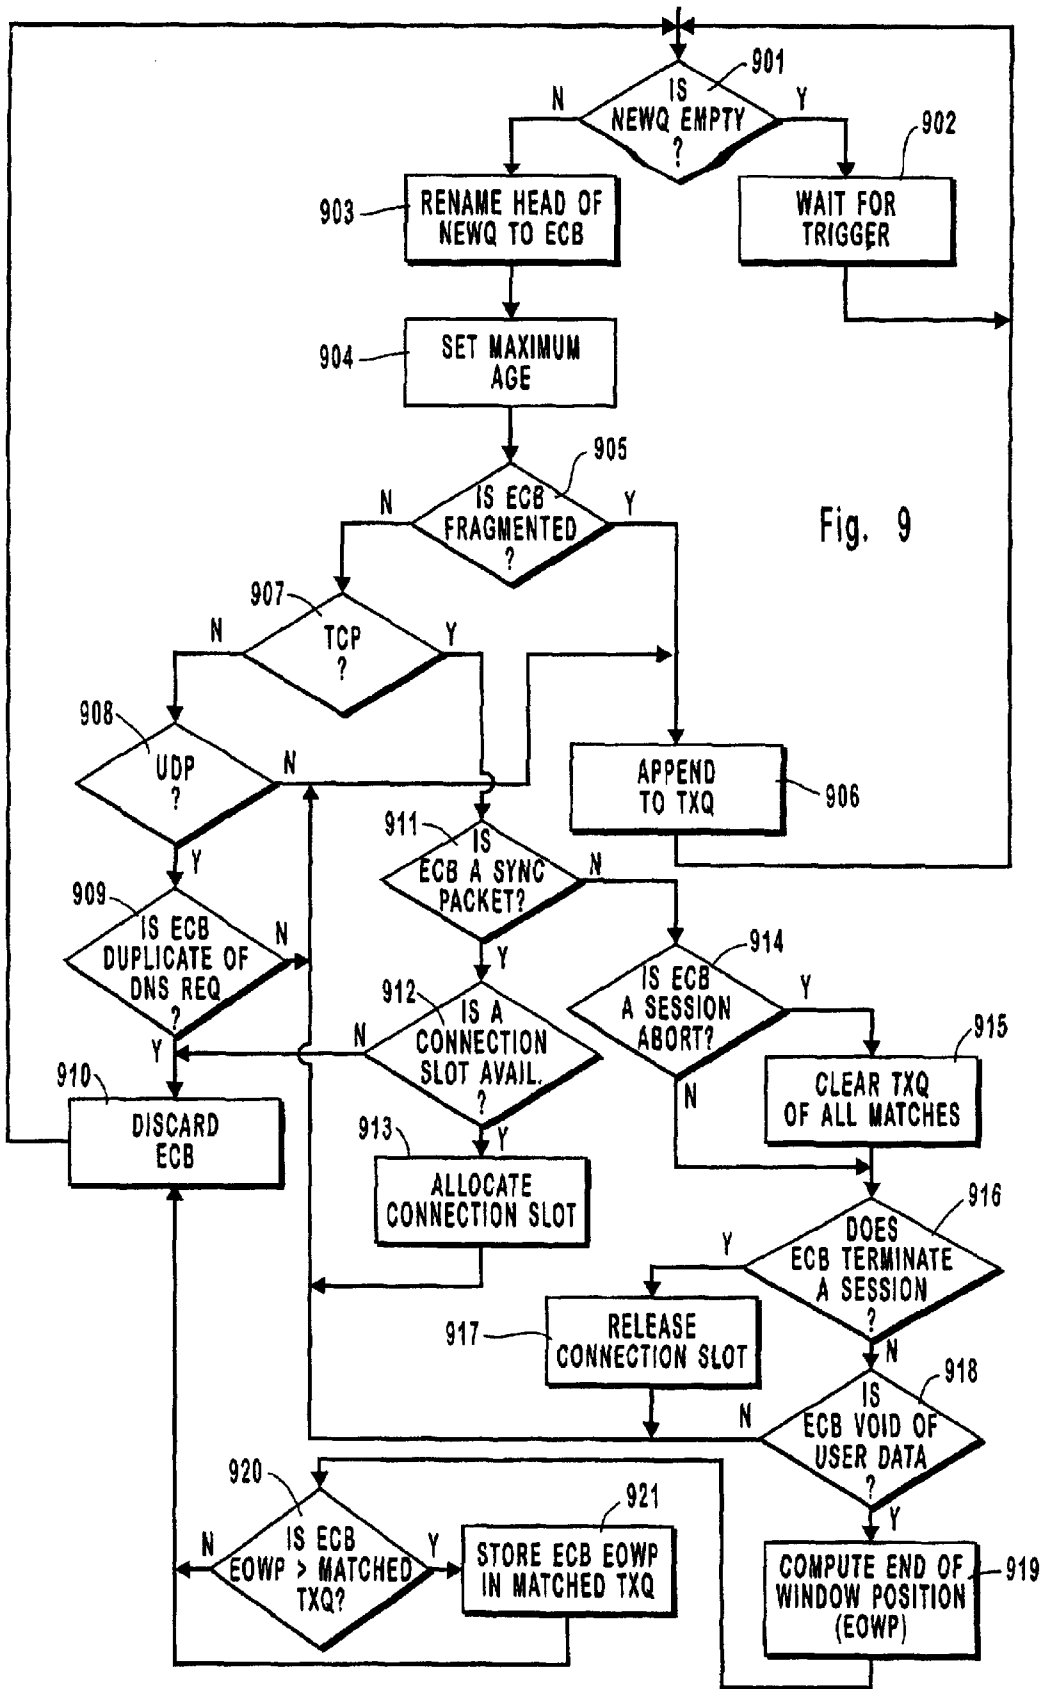 901
IS
NEWQ EMPTY
?
N
Y
902
WAIT FOR
TRIGGER
903
RENAME HEAD OF
NEWQ TO ECB
904
SET MAXIMUM
AGE
905
IS ECB
FRAGMENTED
?
N
Y
Fig. 9
907
TCP
?
N
Y
908
UDP
?
N
Y
APPEND
TO TXQ
906
911
IS
ECB A SYNC
PACKET?
N
Y
909
IS ECB
DUPLICATE OF
DNS REQ
?
N
Y
914
IS ECB
A SESSION
ABORT?
Y
N
912
IS A
CONNECTION
SLOT AVAIL.
?
N
Y
915
CLEAR TXQ
OF ALL MATCHES
910
DISCARD
ECB
913
ALLOCATE
CONNECTION SLOT
916
DOES
ECB TERMINATE
A SESSION
?
Y
N
917
RELEASE
CONNECTION SLOT
918
IS
ECB VOID OF
USER DATA
?
N
Y
920
IS ECB
EOWP > MATCHED
TXQ?
N
Y
921
STORE ECB EOWP
IN MATCHED TXQ
COMPUTE END OF
WINDOW POSITION
(EOWP)
919